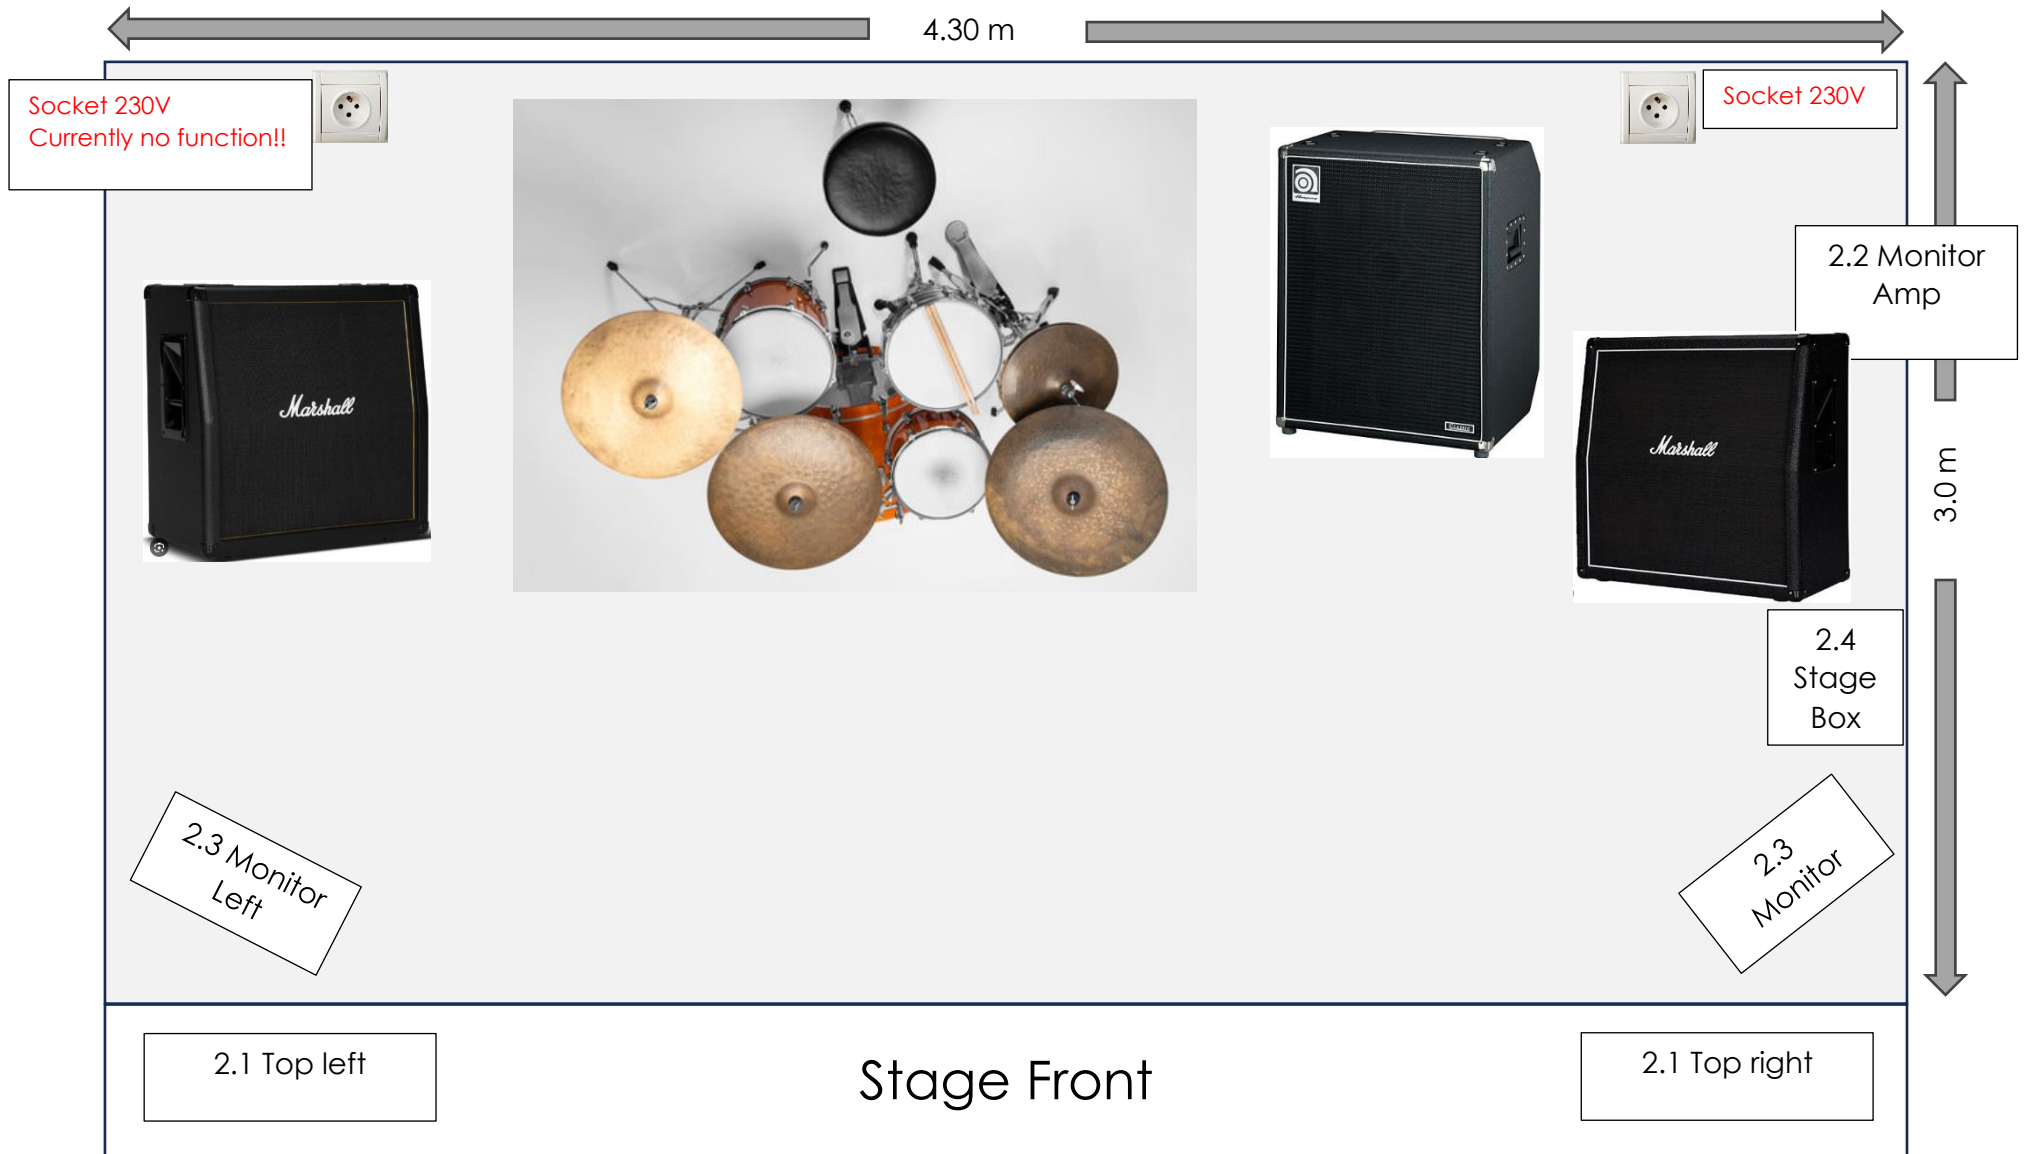 4.30 m
Socket 230V
Currently no function!!
Socket 230V
2.2 Monitor
Amp
Marshall
Marshall
3.0 m
2.4
Stage
Box
2.3 Monitor
Left
2.3
Monitor
2.1 Top left
Stage Front
2.1 Top right